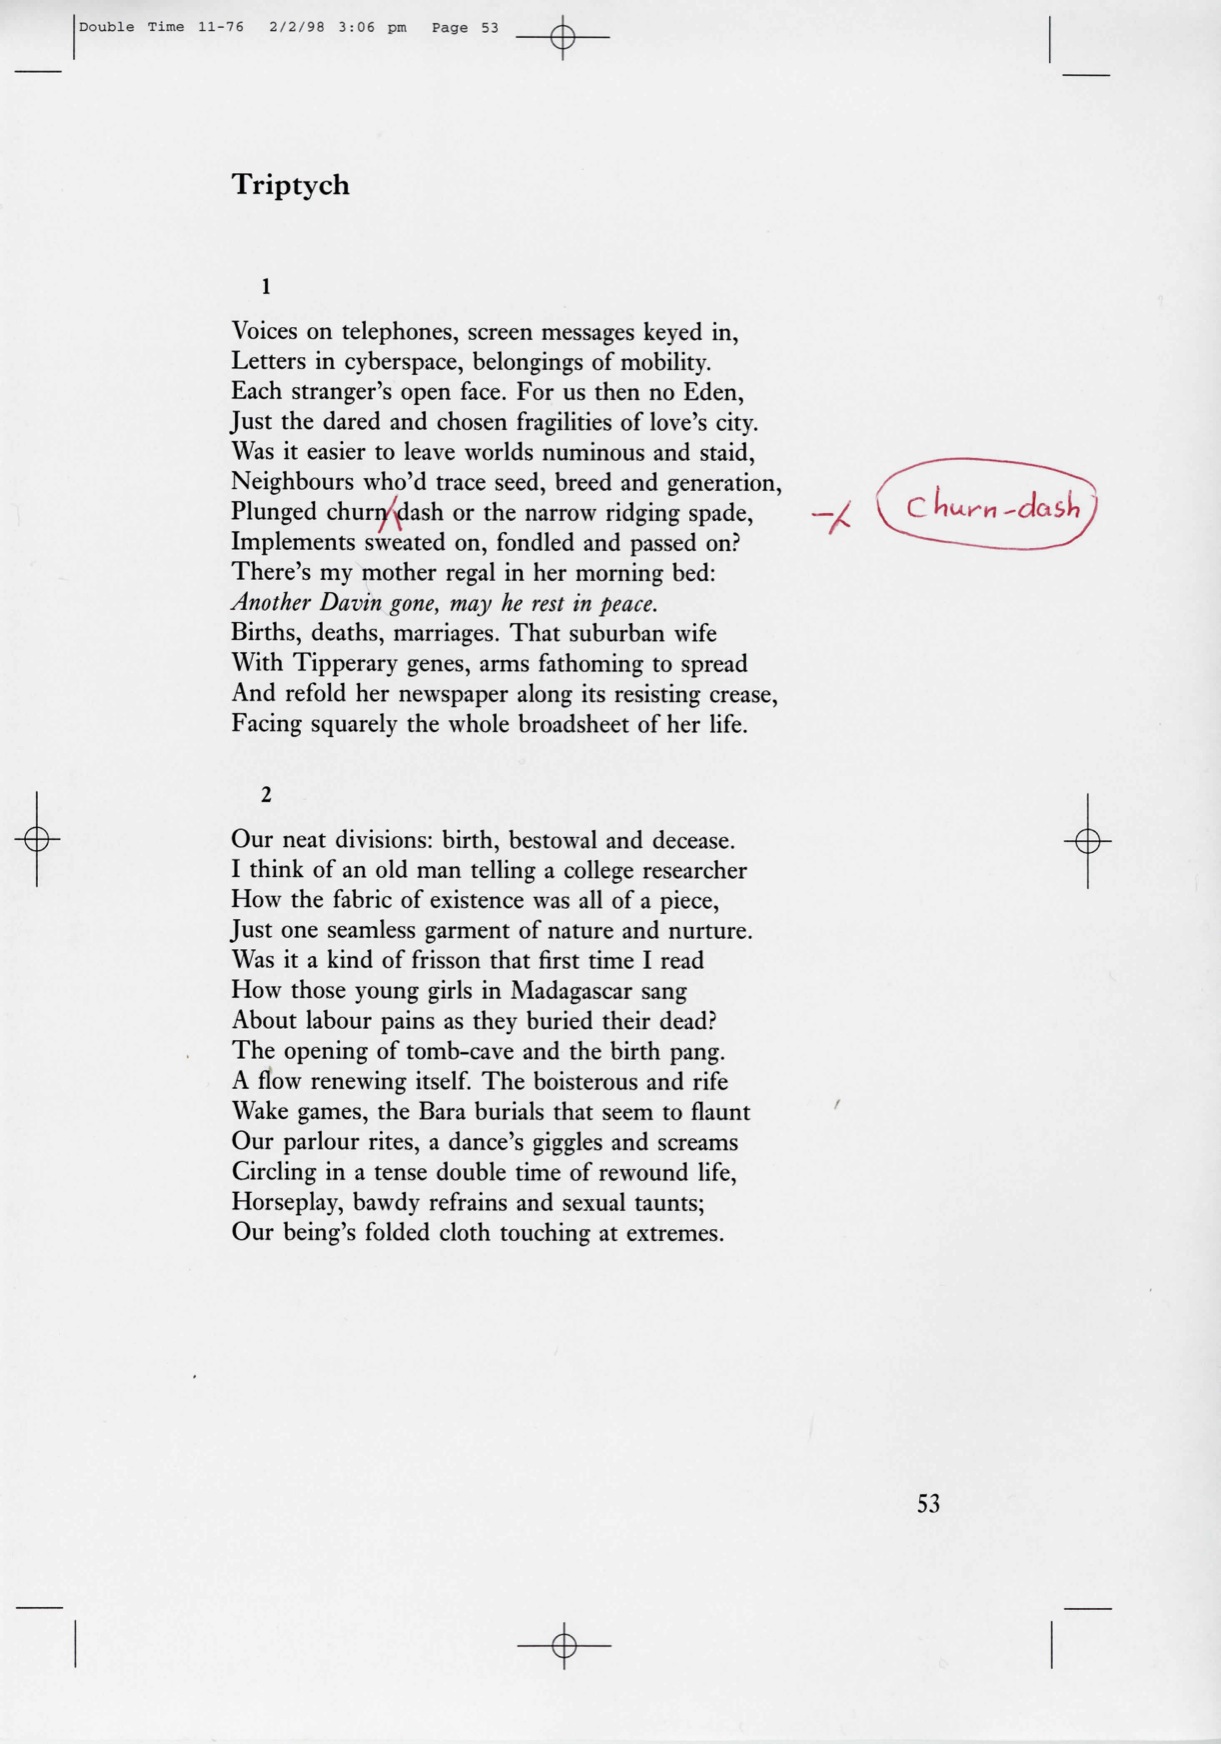 Double Time 11-76 2/2/98 3:06 pm Page 53
Triptych
1
Voices on telephones, screen messages keyed in,
Letters in cyberspace, belongings of mobility.
Each stranger's open face. For us then no Eden,
Just the dared and chosen fragilities of love's city.
Was it easier to leave worlds numinous and staid,
Neighbours who'd trace seed, breed and generation,
Plunged churn dash or the narrow ridging spade, - churn-dash
Implements sweated on, fondled and passed on?
There's my mother regal in her morning bed:
Another Davin gone, may he rest in peace.
Births, deaths, marriages. That suburban wife
With Tipperary genes, arms fathoming to spread
And refold her newspaper along its resisting crease,
Facing squarely the whole broadsheet of her life.
2
Our neat divisions: birth, bestowal and decease.
I think of an old man telling a college researcher
How the fabric of existence was all of a piece,
Just one seamless garment of nature and nurture.
Was it a kind of frisson that first time I read
How those young girls in Madagascar sang
About labour pains as they buried their dead?
The opening of tomb-cave and the birth pang.
A flow renewing itself. The boisterous and rife
Wake games, the Bara burials that seem to flaunt
Our parlour rites, a dance's giggles and screams
Circling in a tense double time of rewound life,
Horseplay, bawdy refrains and sexual taunts;
Our being's folded cloth touching at extremes.
53